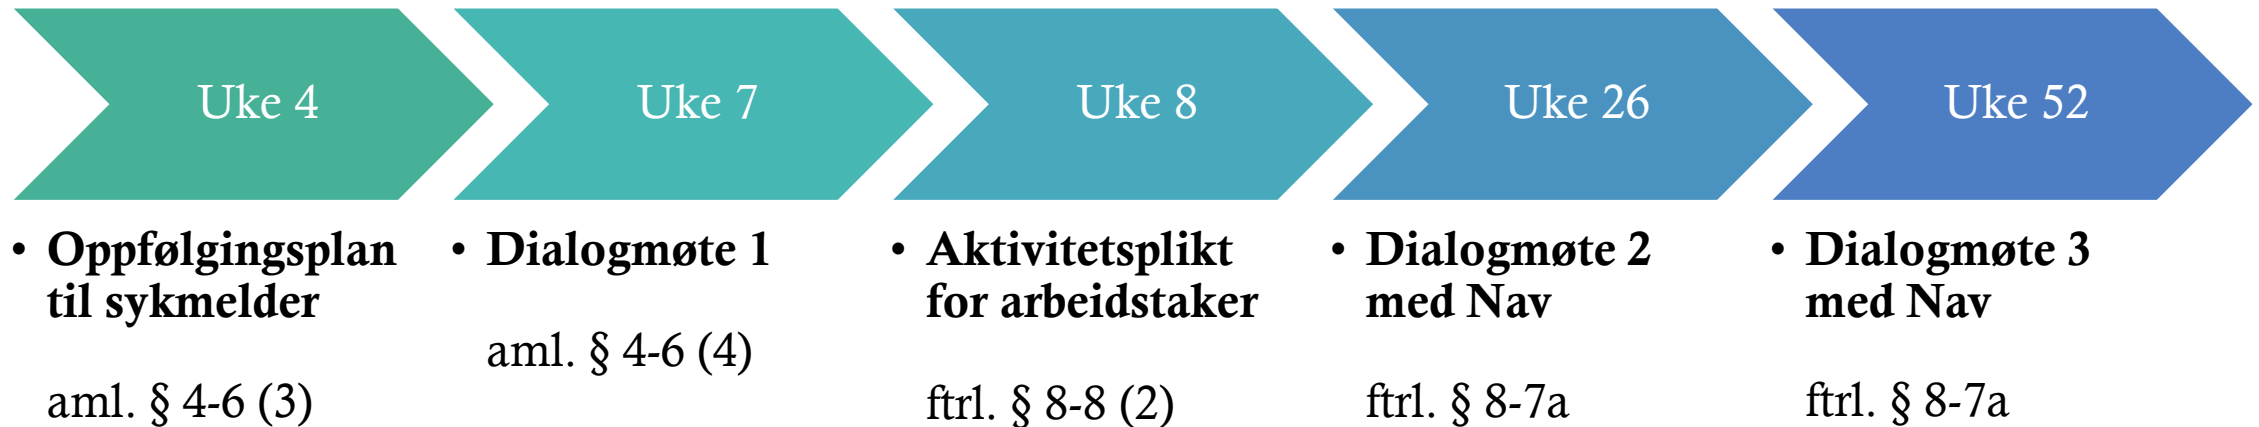 Uke 4
Uke 7
Uke 8
Uke 26
Uke 52
• Oppfølgingsplan
til sykmelder
aml. § 4-6 (3)
• Dialogmøte 1
aml. § 4-6 (4)
• Aktivitetsplikt
for arbeidstaker
ftrl. § 8-8 (2)
• Dialogmøte 2
med Nav
ftrl. § 8-7a
• Dialogmøte 3
med Nav
ftrl. § 8-7a